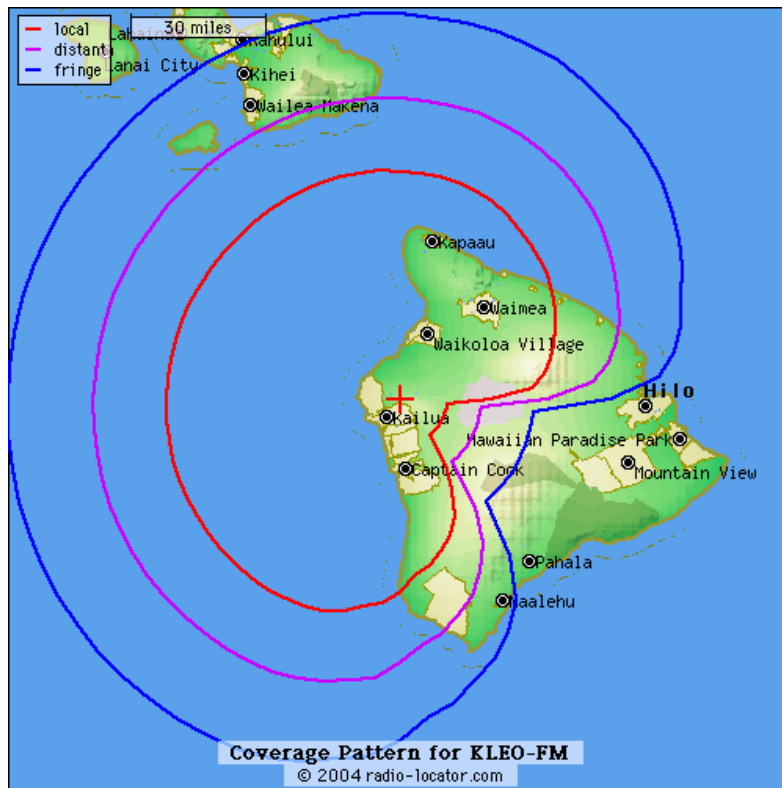 local
distant
fringe
30 miles
Lahaina
Kahului
Lanai City
Kihei
Wailea Makena
Kapaau
Waimea
Waikoloa Village
Hilo
Kailua
Hawaiian Paradise Park
Captain Cook
Mountain View
Pahala
Naalehu
Coverage Pattern for KLEO-FM
© 2004 radio-locator.com